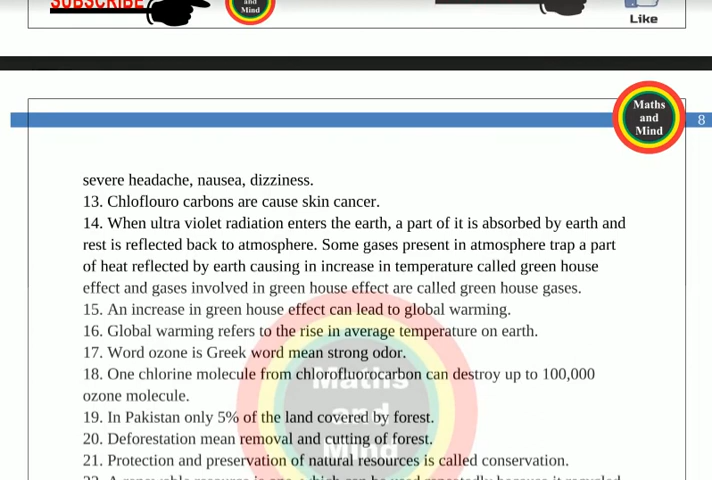 SUBSCRIBE
and
Mind
Like
Maths
and
Mind
8
severe headache, nausea, dizziness.
13. Chloflouro carbons are cause skin cancer.
14. When ultra violet radiation enters the earth, a part of it is absorbed by earth and
rest is reflected back to atmosphere. Some gases present in atmosphere trap a part
of heat reflected by earth causing in increase in temperature called green house
effect and gases involved in green house effect are called green house gases.
15. An increase in green house effect can lead to global warming.
16. Global warming refers to the rise in average temperature on earth.
17. Word ozone is Greek word mean strong odor.
18. One chlorine molecule from chloroflurocarbon can destroy up to 100,000
ozone molecule.
19. In Pakistan only 5% of the land covered by forest.
20. Deforestation mean removal and cutting of forest.
21. Protection and preservation of natural resources is called conservation.
Maths
and
Mind